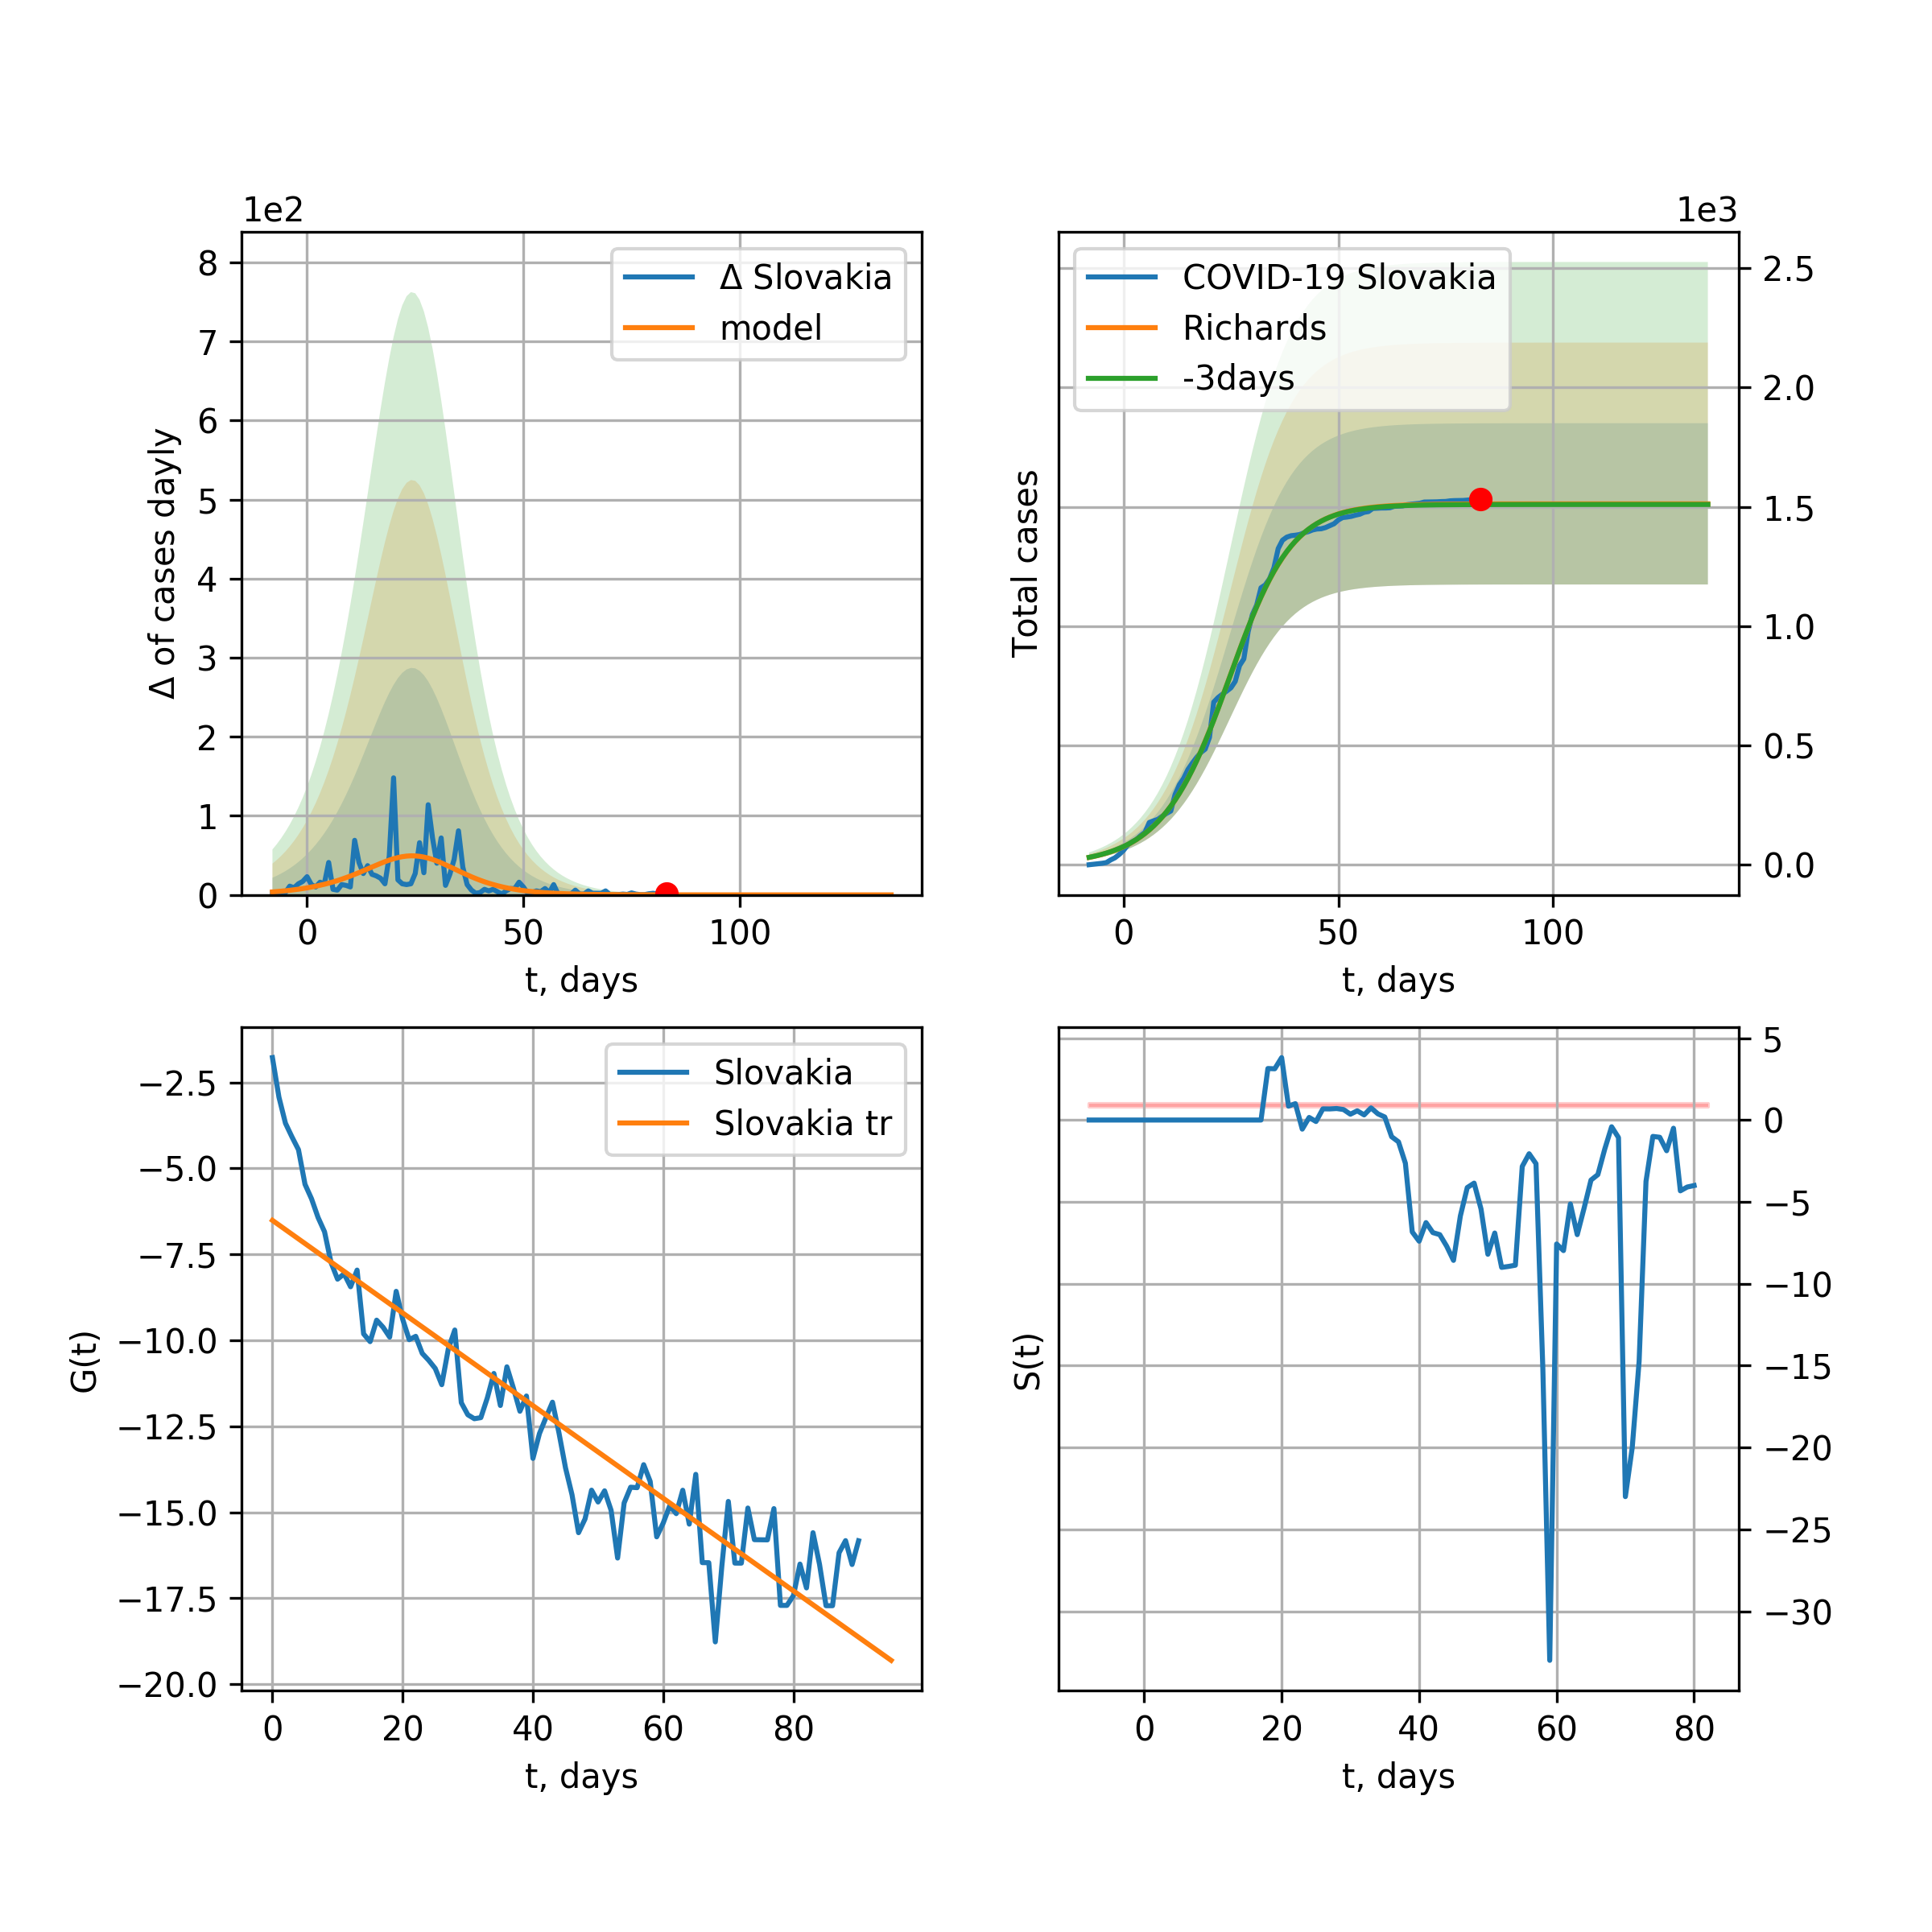 1e2
8
7
6
5
4
3
2
1
0
Δ of cases dayly
Δ Slovakia
model
0 50 100
t, days
1e3
2.5
2.0
1.5
1.0
0.5
0.0
Total cases
COVID-19 Slovakia
Richards
-3days
0 50 100
t, days
−2.5
−5.0
−7.5
−10.0
−12.5
−15.0
−17.5
−20.0
G(t)
Slovakia
Slovakia tr
0 20 40 60 80
t, days
5
0
−5
−10
−15
−20
−25
−30
S(t)
0 20 40 60 80
t, days